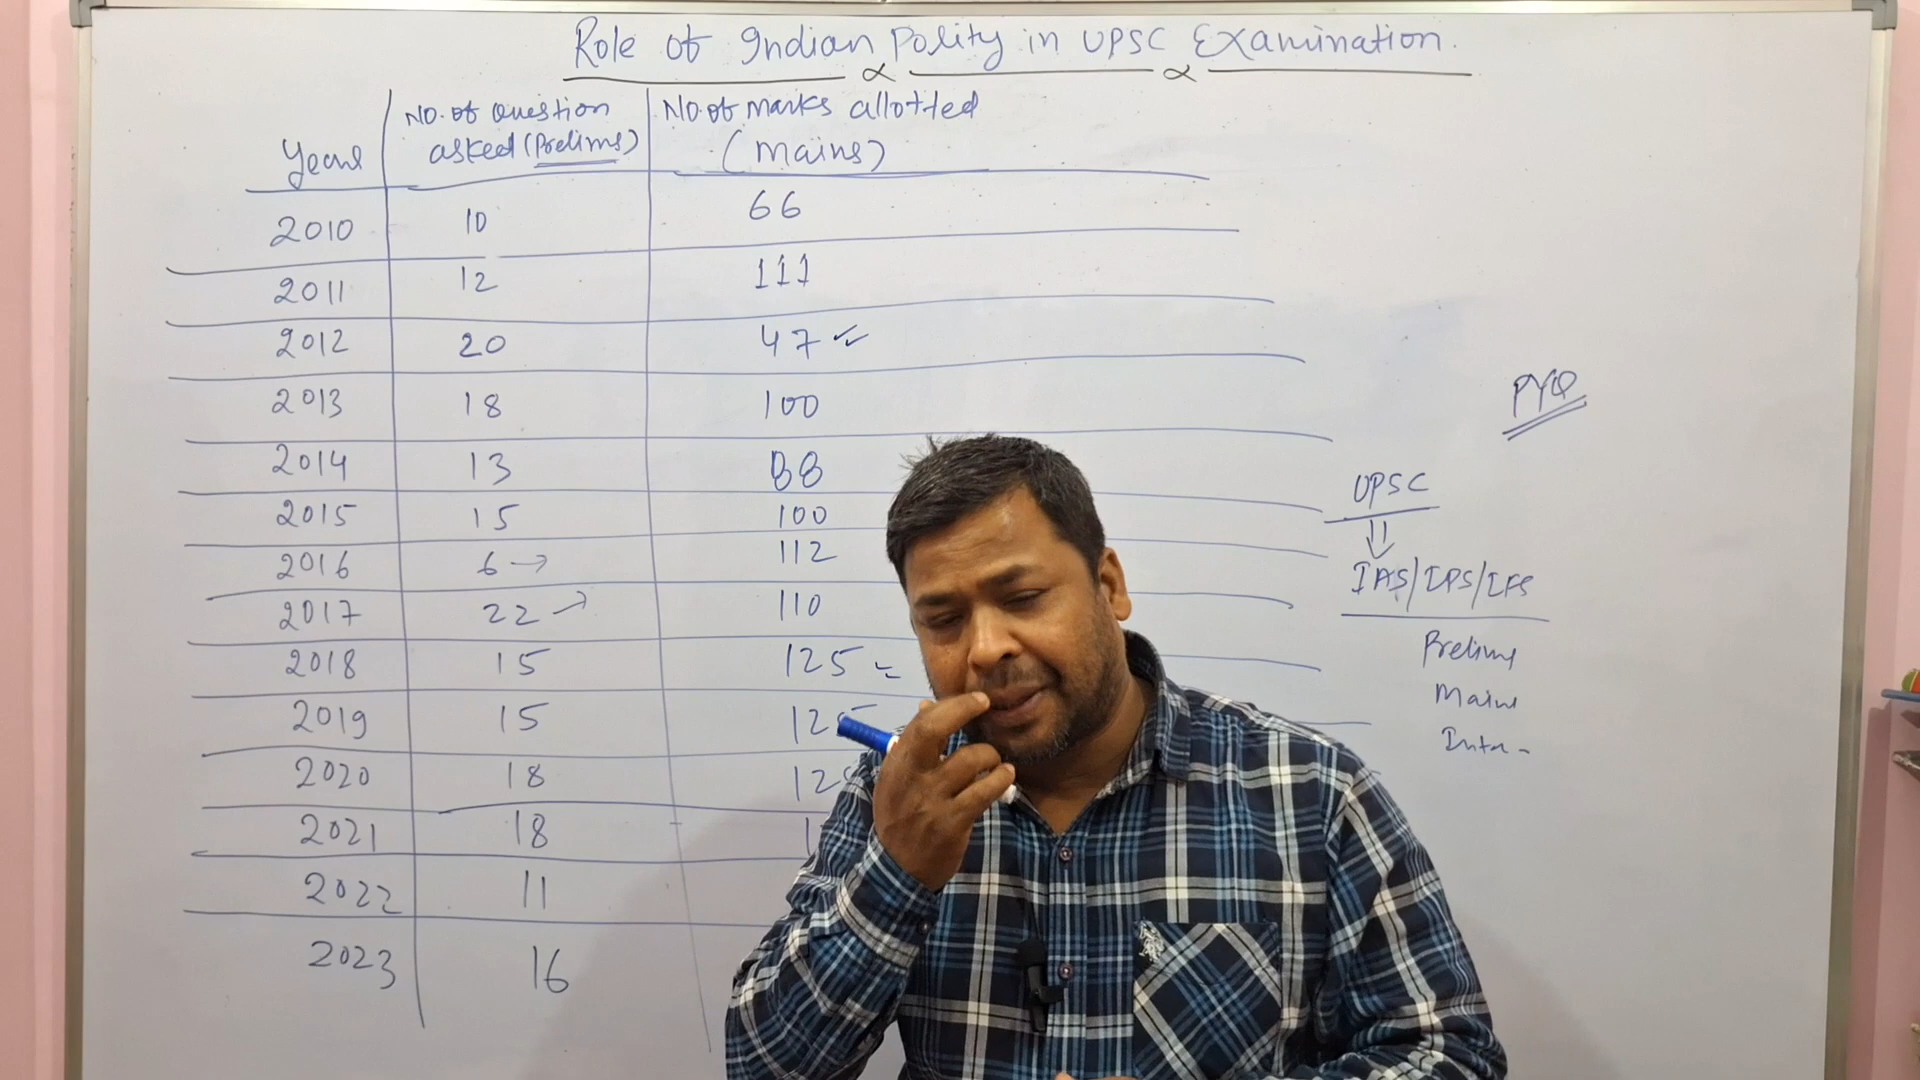 Role of Indian Polity in UPSC Examination.
Years
No. of Question asked (Prelims)
No. of Marks allotted (Mains)
2010 10 66
2011 12 111
2012 20 47
2013 18 100
2014 13 88
2015 15 100
2016 6 → 112
2017 22 → 110
2018 15 125
2019 15 125
2020 18 12
2021 18
2022 11
2023 16
PYQ
UPSC
⇓
IAS/IPS/IFS
Prelims
Mains